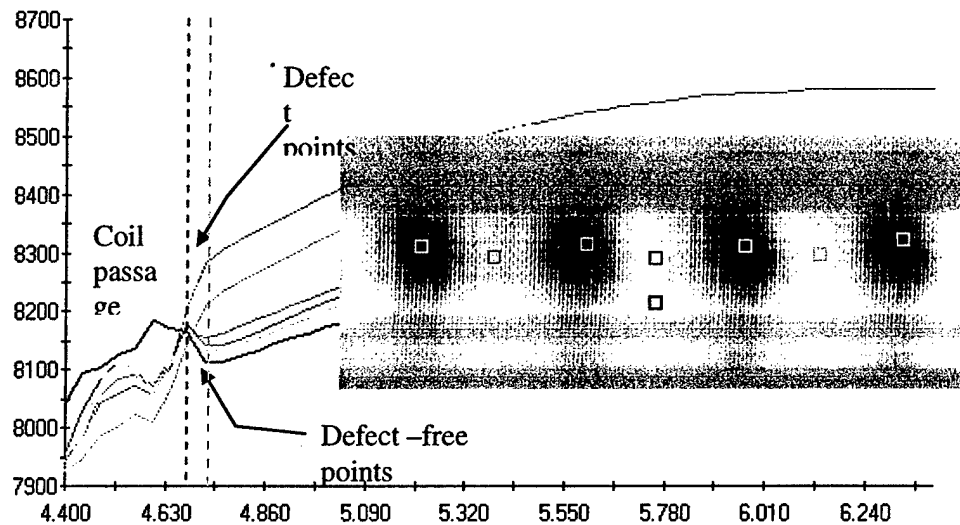 8700
8600
8500
8400
8300
8200
8100
8000
7900
Defec
t
points
Coil
passa
ge
Defect –free
points
4.400 4.630 4.860 5.090 5.320 5.550 5.780 6.010 6.240